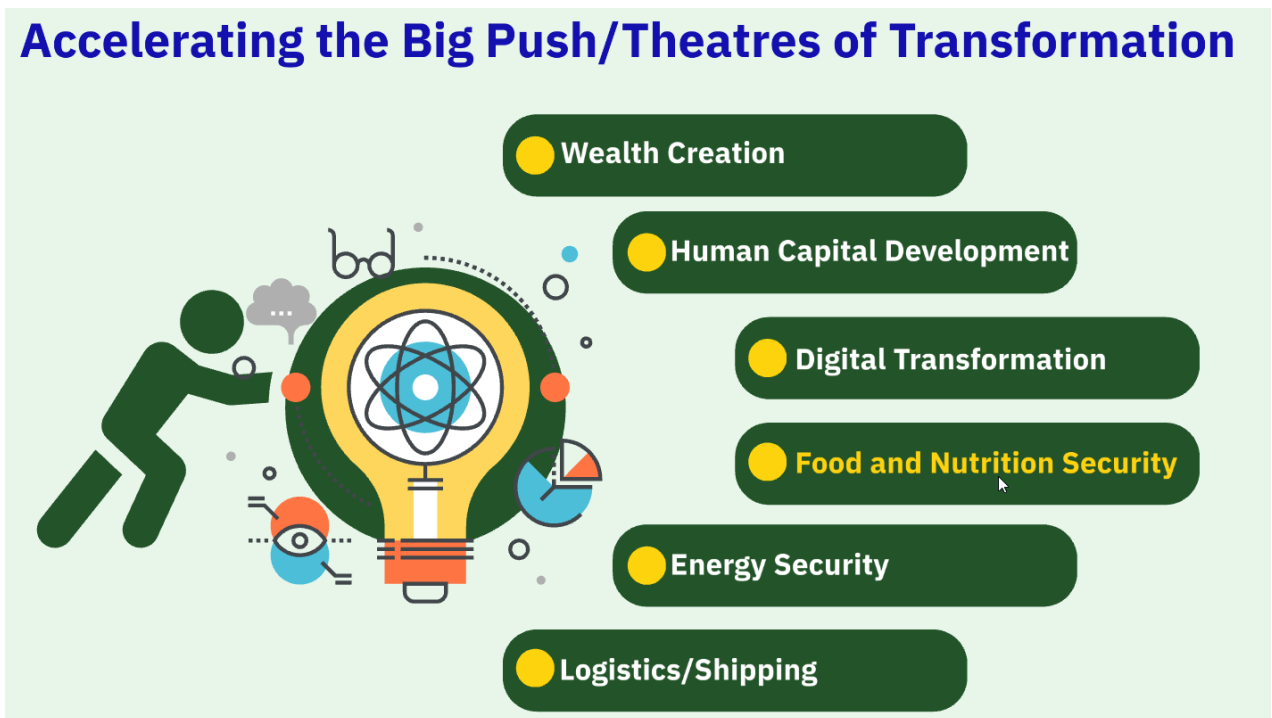 Accelerating the Big Push/Theatres of Transformation
Wealth Creation
Human Capital Development
Digital Transformation
Food and Nutrition Security
Energy Security
Logistics/Shipping